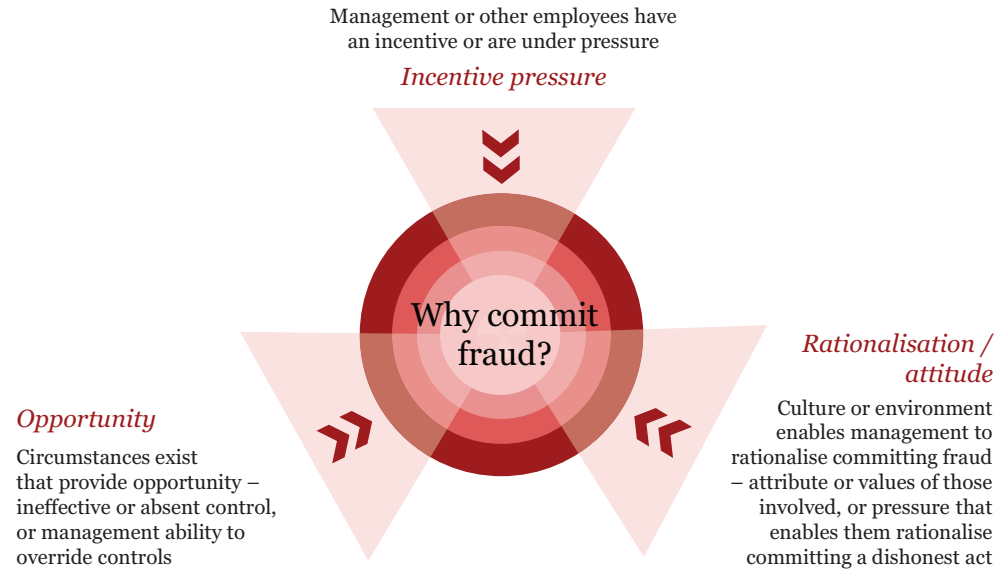 Management or other employees have
an incentive or are under pressure
Incentive pressure
Why commit
fraud?
Opportunity
Circumstances exist
that provide opportunity –
ineffective or absent control,
or management ability to
override controls
Rationalisation /
attitude
Culture or environment
enables management to
rationalise committing fraud
– attribute or values of those
involved, or pressure that
enables them rationalise
committing a dishonest act